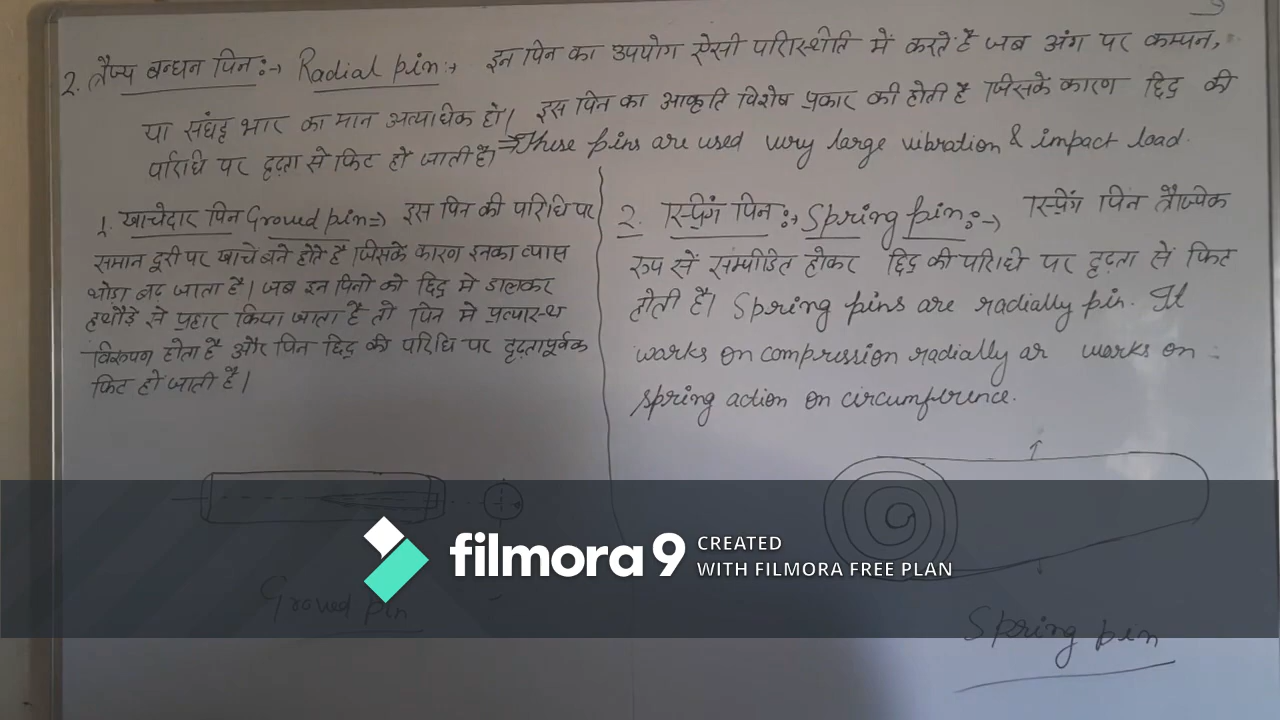 2. त्रैज्य बन्धन पिन:→ Radial pin:→ इन पिन का उपयोग ऐसी परिस्थिति में करते हैं जब अंग पर कम्पन,
या संघट्ट भार का मान अत्याधिक हो। इस पिन का आकृति विशेष प्रकार की होती है जिसके कारण छिद्र की
परिधि पर दृढ़ता से फिट हो जाती है। ⇒ These pins are used very large vibration & impact load.
1. खाचेदार पिन Groved pin⇒ इस पिन की परिधि पर
समान दूरी पर खाचे बने होते है जिसके कारण इनका व्यास
थोडा बढ़ जाता है। जब इन पिनो को छिद्र मे डालकर
हथौड़े से प्रहार किया जाता है तो पिन मे प्रत्यास्थ
विरूपण होता है और पिन छिद्र की परिधि पर दृढ़तापूर्वक
फिट हो जाती है।
2. स्प्रिंग पिन:→ Spring pin:→ स्प्रिंग पिन त्रैज्यिक
रूप से सम्पीडित होकर छिद्र की परिधि पर दृढ़ता से फिट
होती है। Spring pins are radially pin. It
works on compression radially or works on
spring action on circumference.
Groved pin
Spring pin
filmora9 CREATED
WITH FILMORA FREE PLAN